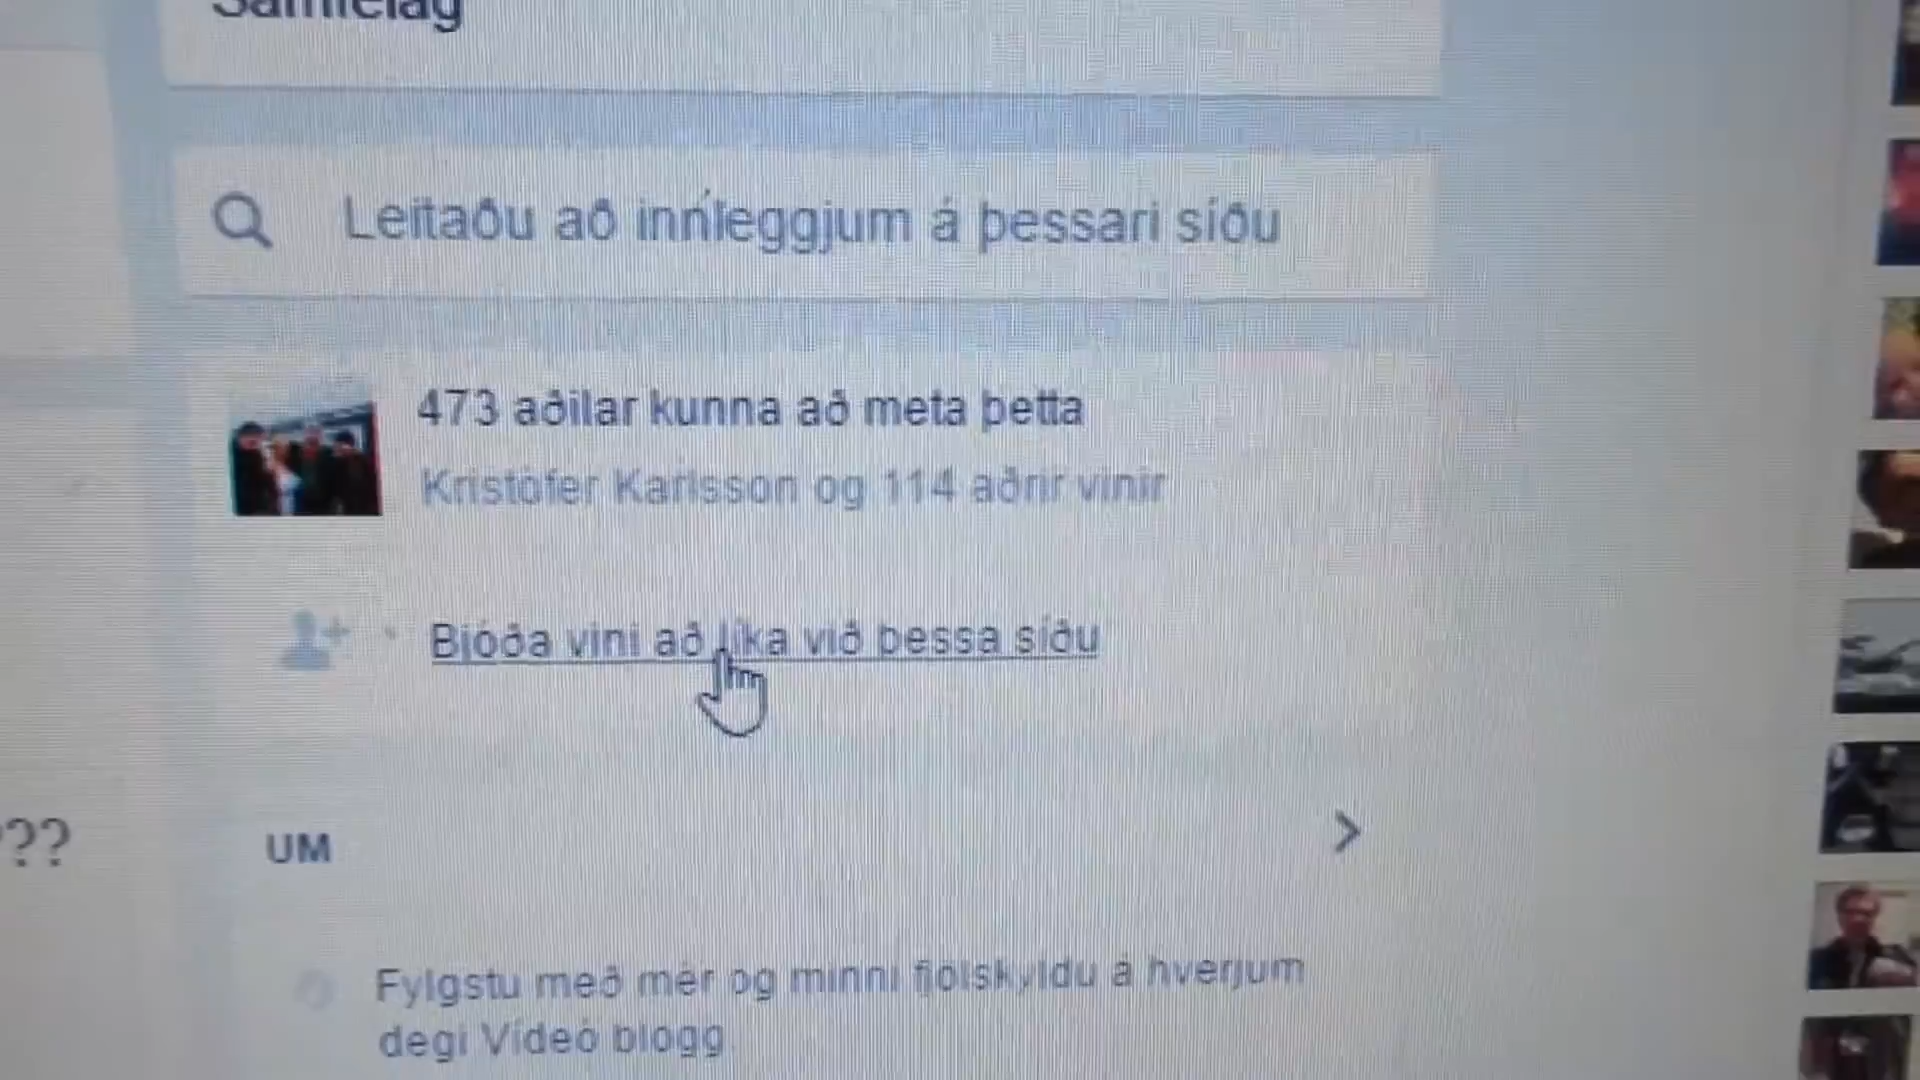 Samfélag
Leitaðu að innleggjum á þessari síðu
473 aðilar kunna að meta þetta
Kristófer Karlsson og 114 aðrir vinir
Bjóða vini að líka við þessa síðu
??
UM
Fylgstu með mér og minni fjölskyldu á hverjum
degi Vídeó blogg